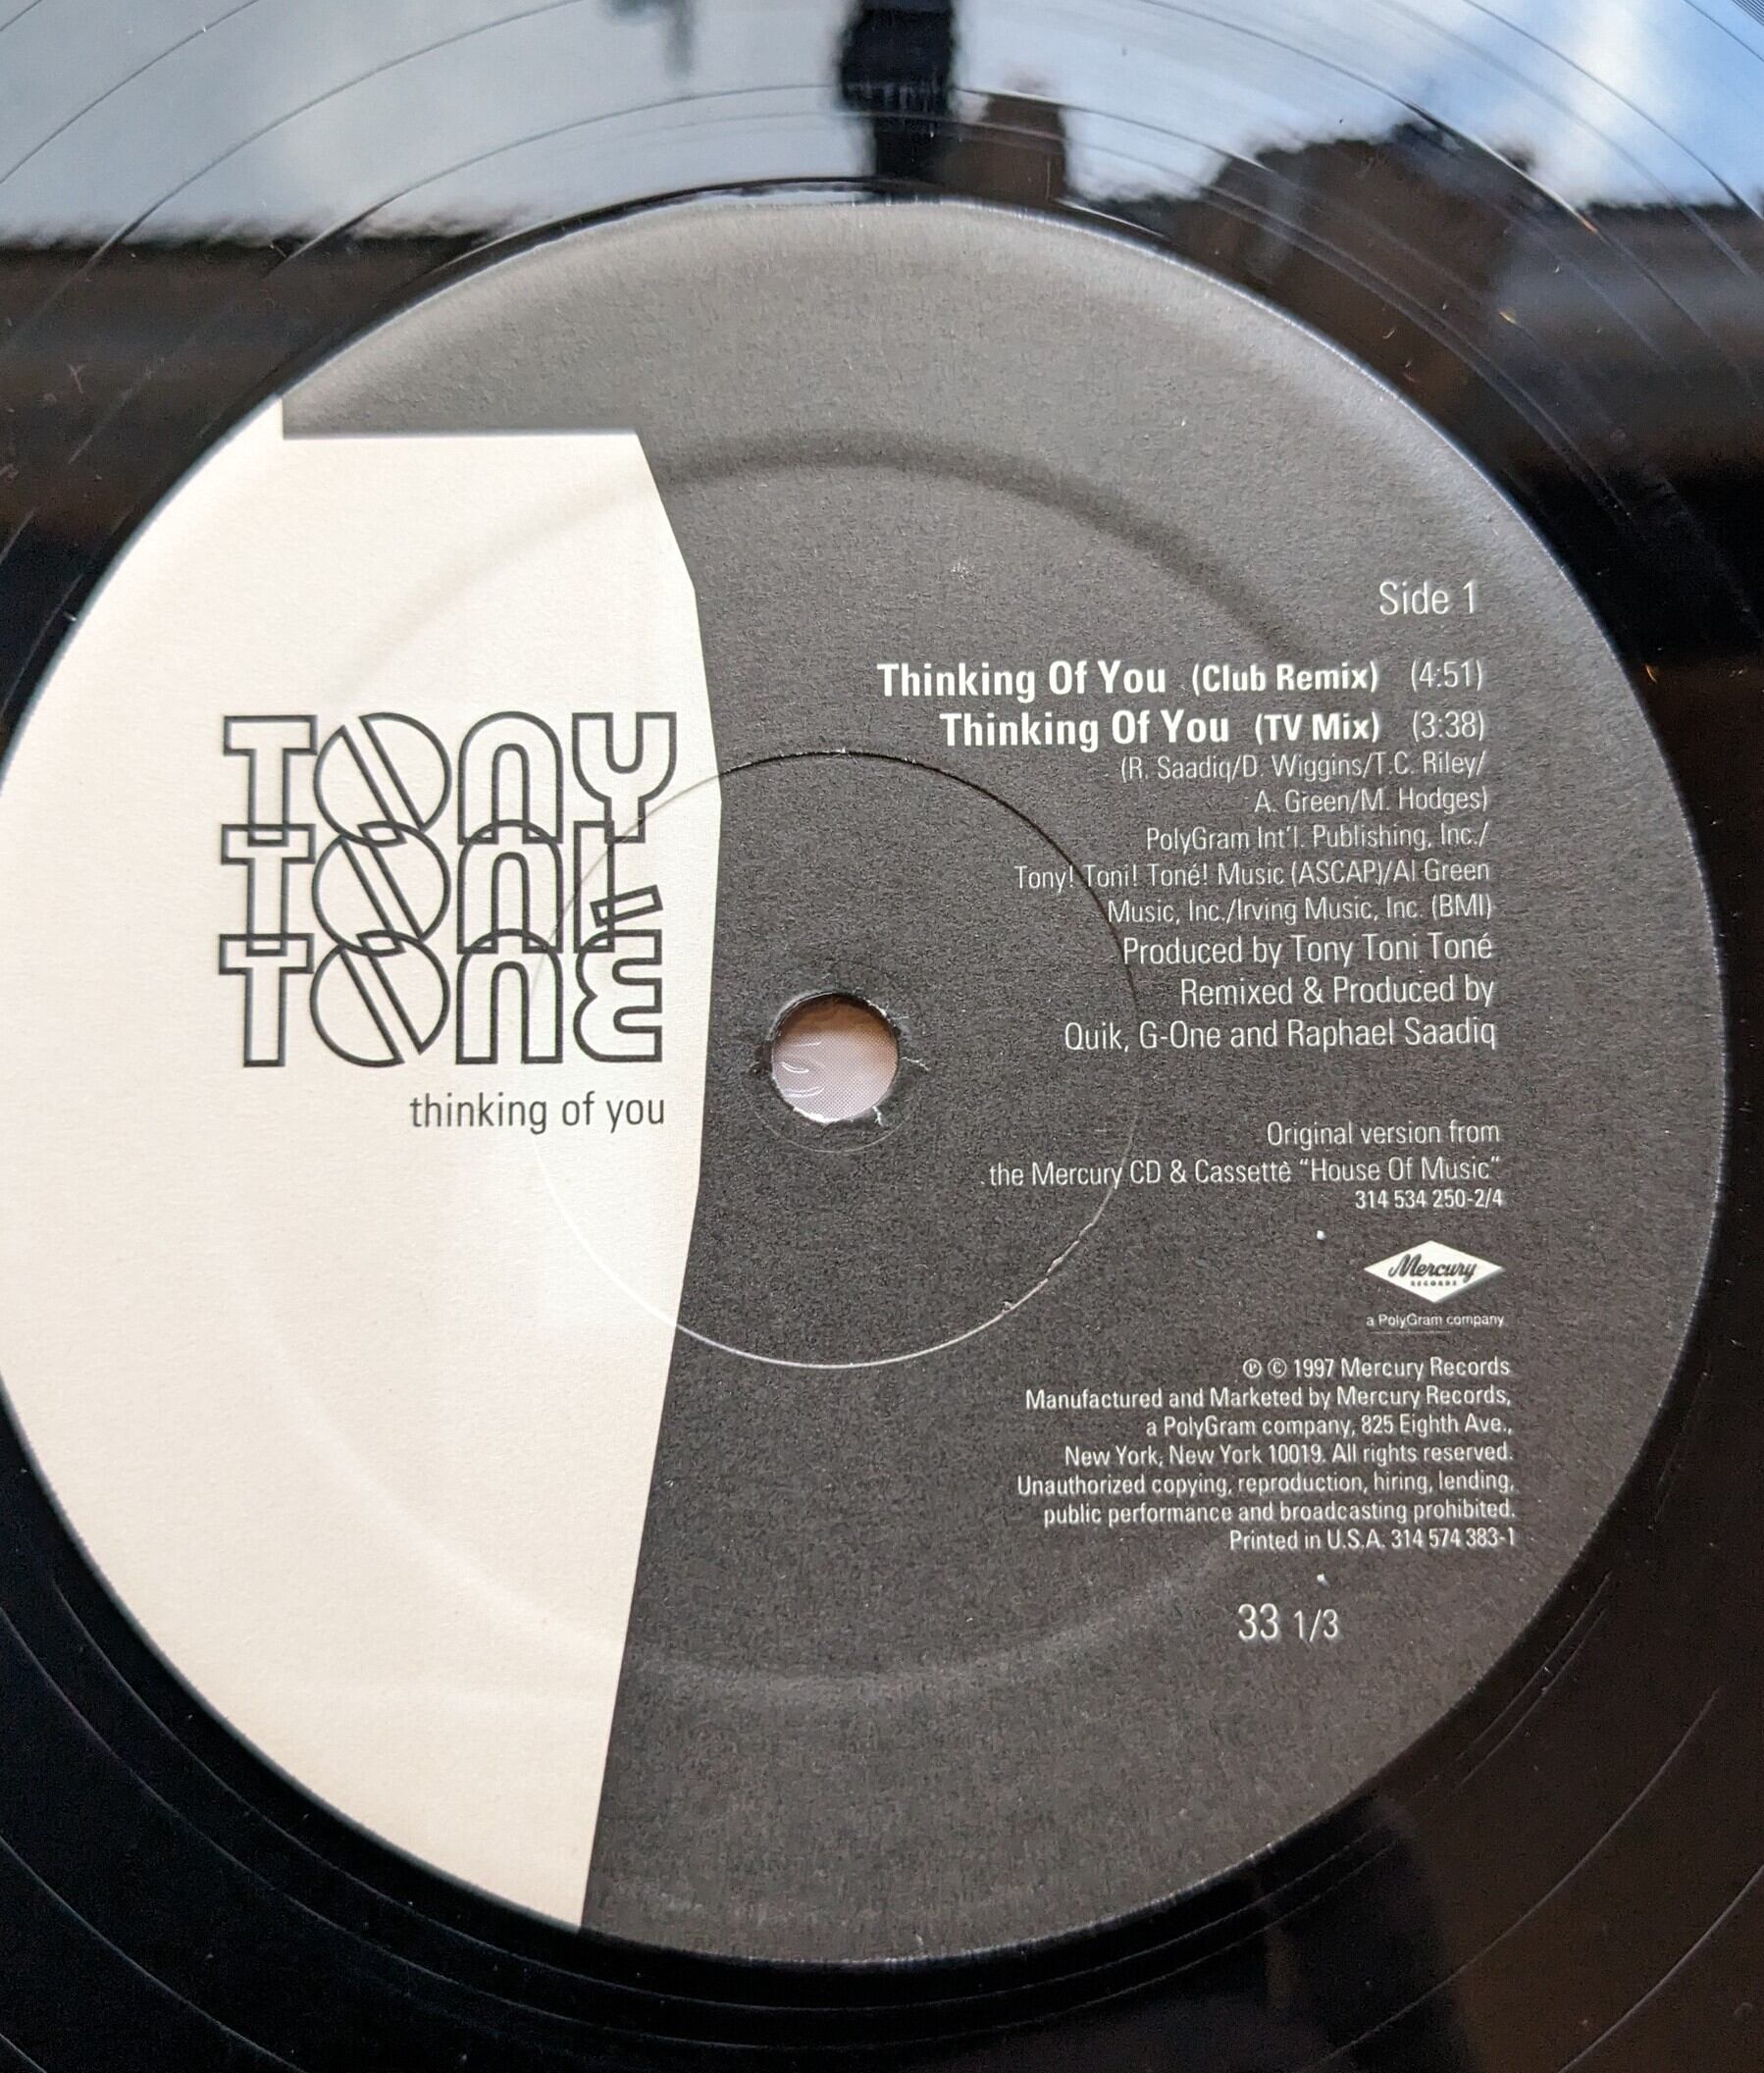 TONY
TONI
TONÉ
thinking of you
Side 1
Thinking Of You (Club Remix) (4:51)
Thinking Of You (TV Mix) (3:38)
(R. Saadiq/D. Wiggins/T.C. Riley/
A. Green/M. Hodges)
PolyGram Int'l. Publishing, Inc./
Tony! Toni! Toné! Music (ASCAP)/Al Green
Music, Inc./Irving Music, Inc. (BMI)
Produced by Tony Toni Toné
Remixed & Produced by
Quik, G-One and Raphael Saadiq
Original version from
the Mercury CD & Cassette "House Of Music"
314 534 250-2/4
Mercury
RECORDS
a PolyGram company
℗ © 1997 Mercury Records
Manufactured and Marketed by Mercury Records,
a PolyGram company, 825 Eighth Ave.,
New York, New York 10019. All rights reserved.
Unauthorized copying, reproduction, hiring, lending,
public performance and broadcasting prohibited.
Printed in U.S.A. 314 574 383-1
33 1/3